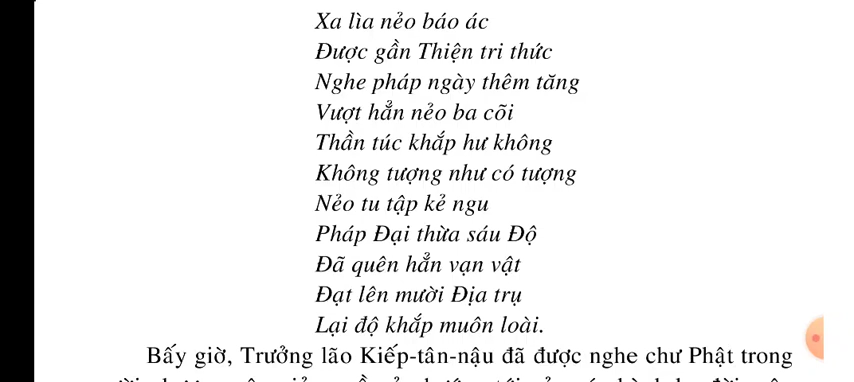 Xa lìa nẻo báo ác
Được gần Thiện tri thức
Nghe pháp ngày thêm tăng
Vượt hẳn nẻo ba cõi
Thần túc khắp hư không
Không tượng như có tượng
Nẻo tu tập kẻ ngu
Pháp Đại thừa sáu Độ
Đã quên hẳn vạn vật
Đạt lên mười Địa trụ
Lại độ khắp muôn loài.
Bấy giờ, Trưởng lão Kiếp-tân-nậu đã được nghe chư Phật trong